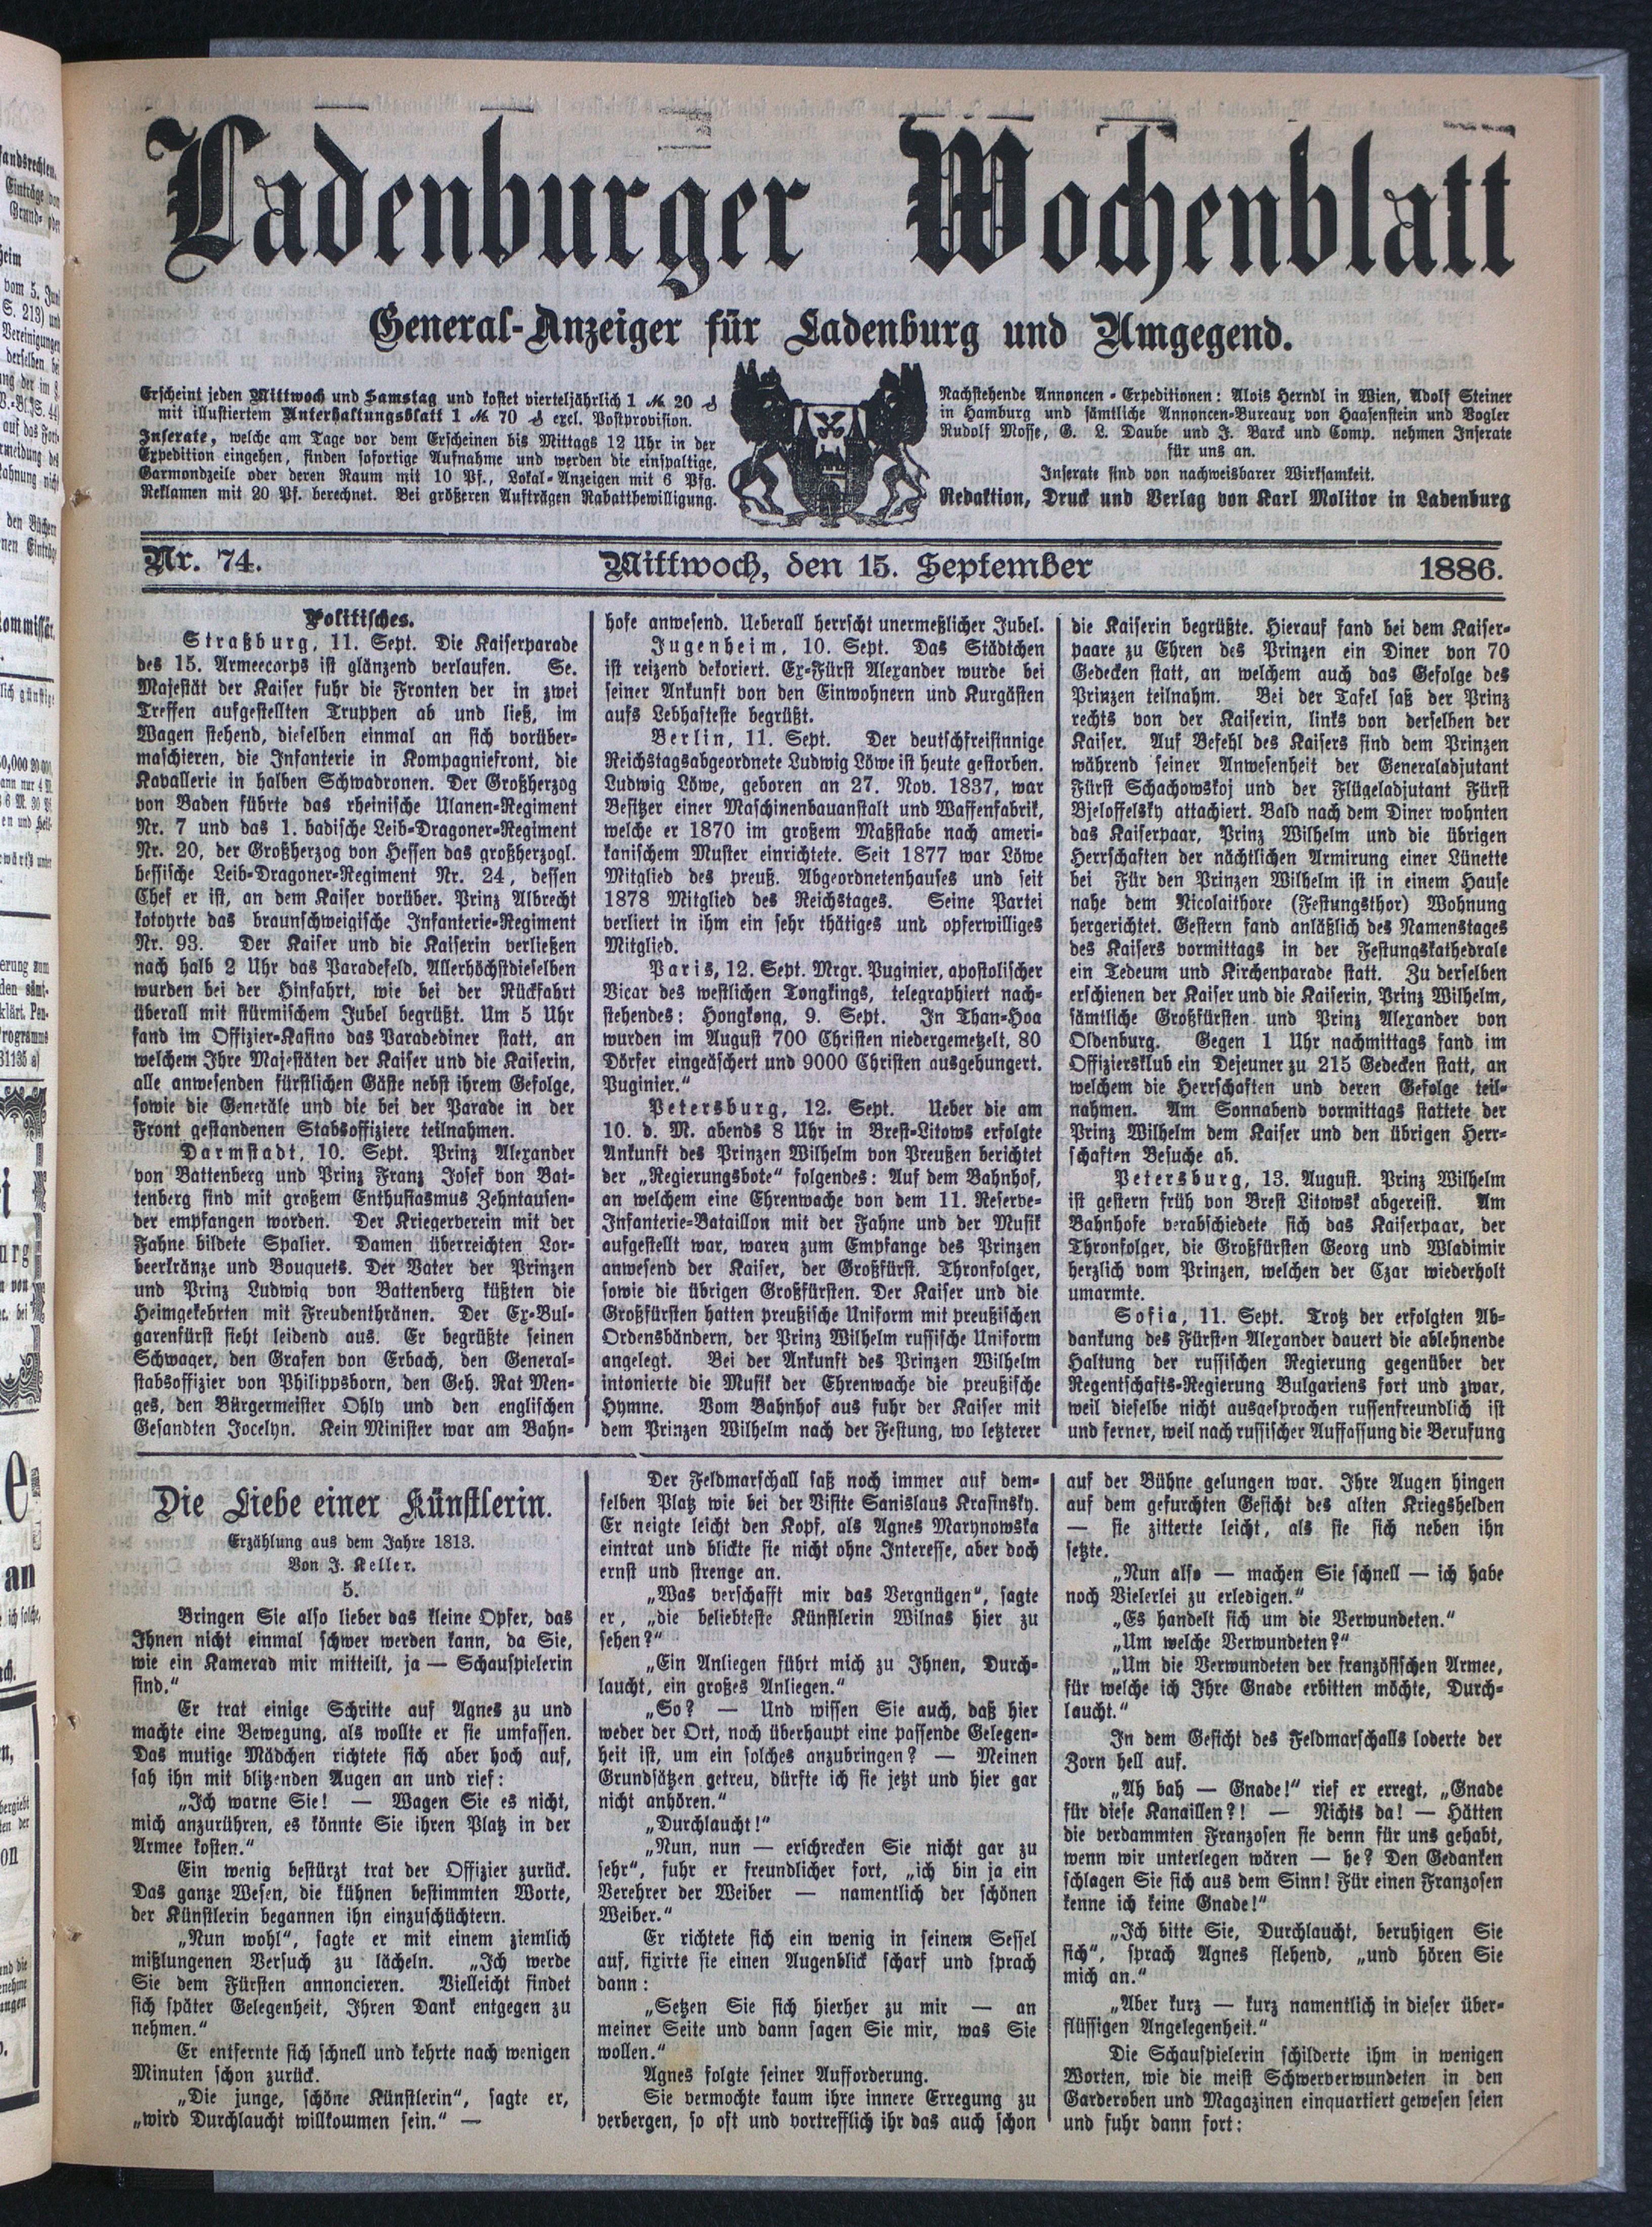 Ladenburger Wochenblatt
General-Anzeiger für Ladenburg und Umgegend.
Erscheint jeden Mittwoch und Samstag und kostet vierteljährlich 1 ℳ 20 ₰
mit illustiertem Unterhaltungsblatt 1 ℳ 70 ₰ excl. Postprovision.
Inserate, welche am Tage vor dem Erscheinen bis Mittags 12 Uhr in der
Expedition eingehen, finden sofortige Aufnahme und werden die einspaltige,
Garmondzeile oder deren Raum mit 10 Pf., Lokal-Anzeigen mit 6 Pfg.
Reklamen mit 20 Pf. berechnet. Bei größeren Aufträgen Rabattbewilligung.
Nachstehende Annoncen-Expeditionen: Alois Herndl in Wien, Adolf Steiner
in Hamburg und sämtliche Annoncen-Bureaux von Haasenstein und Vogler
Rudolf Mosse, G. L. Daube und J. Barck und Comp. nehmen Inserate
für uns an.
Inserate sind von nachweisbarer Wirksamkeit.
Redaktion, Druck und Verlag von Karl Molitor in Ladenburg
Nr. 74.
Mittwoch, den 15. September
1886.
Politisches.
Straßburg, 11. Sept. Die Kaiserparade
des 15. Armeecorps ist glänzend verlaufen. Se.
Majestät der Kaiser fuhr die Fronten der in zwei
Treffen aufgestellten Truppen ab und ließ, im
Wagen stehend, dieselben einmal an sich vorüber-
maschieren, die Infanterie in Kompagniefront, die
Kavallerie in halben Schwadronen. Der Großherzog
von Baden führte das rheinische Ulanen-Regiment
Nr. 7 und das 1. badische Leib-Dragoner-Regiment
Nr. 20, der Großherzog von Hessen das großherzogl.
hessische Leib-Dragoner-Regiment Nr. 24, dessen
Chef er ist, an dem Kaiser vorüber. Prinz Albrecht
kotoyrte das braunschweigische Infanterie-Regiment
Nr. 93. Der Kaiser und die Kaiserin verließen
nach halb 2 Uhr das Paradefeld. Allerhöchstdieselben
wurden bei der Hinfahrt, wie bei der Rückfahrt
überall mit stürmischem Jubel begrüßt. Um 5 Uhr
fand im Offizier-Kasino das Paradediner statt, an
welchem Ihre Majestäten der Kaiser und die Kaiserin,
alle anwesenden fürstlichen Gäste nebst ihrem Gefolge,
sowie die Generäle und die bei der Parade in der
Front gestandenen Stabsoffiziere teilnahmen.
Darmstadt, 10. Sept. Prinz Alexander
von Battenberg und Prinz Franz Josef von Bat-
tenberg sind mit großem Enthusiasmus Zehntausen-
der empfangen worden. Der Kriegerverein mit der
Fahne bildete Spalier. Damen überreichten Lor-
beerkränze und Bouquets. Der Vater der Prinzen
und Prinz Ludwig von Battenberg küßten die
Heimgekehrten mit Freudenthränen. Der Ex-Bul-
garenfürst sieht leidend aus. Er begrüßte seinen
Schwager, den Grafen von Erbach, den General-
stabsoffizier von Philippsborn, den Geh. Rat Men-
ges, den Bürgermeister Ohly und den englischen
Gesandten Jocelyn. Kein Minister war am Bahn-
hofe anwesend. Ueberall herrscht unermeßlicher Jubel.
Jugenheim, 10. Sept. Das Städtchen
ist reizend dekoriert. Ex-Fürst Alexander wurde bei
seiner Ankunft von den Einwohnern und Kurgästen
aufs Lebhafteste begrüßt.
Berlin, 11. Sept. Der deutschfreisinnige
Reichstagsabgeordnete Ludwig Löwe ist heute gestorben.
Ludwig Löwe, geboren an 27. Nov. 1837, war
Besitzer einer Maschinenbauanstalt und Waffenfabrik,
welche er 1870 im großem Maßstabe nach ameri-
kanischem Muster einrichtete. Seit 1877 war Löwe
Mitglied des preuß. Abgeordnetenhauses und seit
1878 Mitglied des Reichstages. Seine Partei
verliert in ihm ein sehr thätiges und opferwilliges
Mitglied.
Paris, 12. Sept. Mrgr. Puginier, apostolischer
Vicar des westlichen Tongkings, telegraphiert nach-
stehendes: Hongkong, 9. Sept. In Than-Hoa
wurden im August 700 Christen niedergemetzelt, 80
Dörfer eingeäschert und 9000 Christen ausgehungert.
Puginier.“
Petersburg, 12. Sept. Ueber die am
10. d. M. abends 8 Uhr in Brest-Litows erfolgte
Ankunft des Prinzen Wilhelm von Preußen berichtet
der „Regierungsbote“ folgendes: Auf dem Bahnhof,
an welchem eine Ehrenwache von dem 11. Reserve-
Infanterie-Bataillon mit der Fahne und der Musik
aufgestellt war, waren zum Empfange des Prinzen
anwesend der Kaiser, der Großfürst. Thronfolger,
sowie die übrigen Großfürsten. Der Kaiser und die
Großfürsten hatten preußische Uniform mit preußischen
Ordensbändern, der Prinz Wilhelm russische Uniform
angelegt. Bei der Ankunft des Prinzen Wilhelm
intonierte die Musik der Ehrenwache die preußische
Hymne. Vom Bahnhof aus fuhr der Kaiser mit
dem Prinzen Wilhelm nach der Festung, wo letzterer
die Kaiserin begrüßte. Hierauf fand bei dem Kaiser-
paare zu Ehren des Prinzen ein Diner von 70
Gedecken statt, an welchem auch das Gefolge des
Prinzen teilnahm. Bei der Tafel saß der Prinz
rechts von der Kaiserin, links von derselben der
Kaiser. Auf Befehl des Kaisers sind dem Prinzen
während seiner Anwesenheit der Generaladjutant
Fürst Schachowskoj und der Flügeladjutant Fürst
Bjeloffelsky attachiert. Bald nach dem Diner wohnten
das Kaiserpaar, Prinz Wilhelm und die übrigen
Herrschaften der nächtlichen Armirung einer Lünette
bei Für den Prinzen Wilhelm ist in einem Hause
nahe dem Nicolaithore (Festungsthor) Wohnung
hergerichtet. Gestern fand anläßlich des Namenstages
des Kaisers vormittags in der Festungskathedrale
ein Tedeum und Kirchenparade statt. Zu derselben
erschienen der Kaiser und die Kaiserin, Prinz Wilhelm,
sämtliche Großfürsten und Prinz Alexander von
Oldenburg. Gegen 1 Uhr nachmittags fand im
Offiziersklub ein Dejeuner zu 215 Gedecken statt, an
welchem die Herrschaften und deren Gefolge teil-
nahmen. Am Sonnabend vormittags stattete der
Prinz Wilhelm dem Kaiser und den übrigen Herr-
schaften Besuche ab.
Petersburg, 13. August. Prinz Wilhelm
ist gestern früh von Brest Litowsk abgereist. Am
Bahnhofe verabschiedete sich das Kaiserpaar, der
Thronfolger, die Großfürsten Georg und Wladimir
herzlich vom Prinzen, welchen der Czar wiederholt
umarmte.
Sofia, 11. Sept. Trotz der erfolgten Ab-
dankung des Fürsten Alexander dauert die ablehnende
Haltung der russischen Regierung gegenüber der
Regentschafts-Regierung Bulgariens fort und zwar,
weil dieselbe nicht ausgesprochen russenfreundlich ist
und ferner, weil nach russischer Auffassung die Berufung
Die Liebe einer Künstlerin.
Erzählung aus dem Jahre 1813.
Von J. Keller.
5.
Bringen Sie also lieber das kleine Opfer, das
Ihnen nicht einmal schwer werden kann, da Sie,
wie ein Kamerad mir mitteilt, ja — Schauspielerin
sind.“
Er trat einige Schritte auf Agnes zu und
machte eine Bewegung, als wollte er sie umfassen.
Das mutige Mädchen richtete sich aber hoch auf,
sah ihn mit blitzenden Augen an und rief:
„Ich warne Sie! — Wagen Sie es nicht,
mich anzurühren, es könnte Sie ihren Platz in der
Armee kosten.“
Ein wenig bestürzt trat der Offizier zurück.
Das ganze Wesen, die kühnen bestimmten Worte,
der Künstlerin begannen ihn einzuschüchtern.
„Nun wohl“, sagte er mit einem ziemlich
mißlungenen Versuch zu lächeln. „Ich werde
Sie dem Fürsten annoncieren. Vielleicht findet
sich später Gelegenheit, Ihren Dank entgegen zu
nehmen.“
Er entfernte sich schnell und kehrte nach wenigen
Minuten schon zurück.
„Die junge, schöne Künstlerin“, sagte er,
„wird Durchlaucht willkommen sein.“ —
Der Feldmarschall saß noch immer auf dem-
selben Platz wie bei der Visite Sanislaus Krasinsky.
Er neigte leicht den Kopf, als Agnes Marynowska
eintrat und blickte sie nicht ohne Interesse, aber doch
ernst und strenge an.
„Was verschafft mir das Vergnügen“, sagte
er, „die beliebteste Künstlerin Wilnas hier zu
sehen?“
„Ein Anliegen führt mich zu Ihnen, Durch-
laucht, ein großes Anliegen.“
„So? — Und wissen Sie auch, daß hier
weder der Ort, noch überhaupt eine passende Gelegen-
heit ist, um ein solches anzubringen? — Meinen
Grundsätzen getreu, dürfte ich sie jetzt und hier gar
nicht anhören.“
„Durchlaucht!“
„Nun, nun — erschrecken Sie nicht gar zu
sehr“, fuhr er freundlicher fort, „ich bin ja ein
Verehrer der Weiber — namentlich der schönen
Weiber.“
Er richtete sich ein wenig in seinem Sessel
auf, fixirte sie einen Augenblick scharf und sprach
dann:
„Setzen Sie sich hierher zu mir — an
meiner Seite und dann sagen Sie mir, was Sie
wollen.“
Agnes folgte seiner Aufforderung.
Sie vermochte kaum ihre innere Erregung zu
verbergen, so oft und vortrefflich ihr das auch schon
auf der Bühne gelungen war. Ihre Augen hingen
auf dem gefurchten Gesicht des alten Kriegshelden
— sie zitterte leicht, als sie sich neben ihn
setzte.
„Nun also — machen Sie schnell — ich habe
noch Vielerlei zu erledigen.“
„Es handelt sich um die Verwundeten.“
„Um welche Verwundeten?“
„Um die Verwundeten der französischen Armee,
für welche ich Ihre Gnade erbitten möchte, Durch-
laucht.“
In dem Gesicht des Feldmarschalls loderte der
Zorn hell auf.
„Ah bah — Gnade!“ rief er erregt, „Gnade
für diese Kanaillen?! — Nichts da! — Hätten
die verdammten Franzosen sie denn für uns gehabt,
wenn wir unterlegen wären — he? Den Gedanken
schlagen Sie sich aus dem Sinn! Für einen Franzosen
kenne ich keine Gnade!“
„Ich bitte Sie, Durchlaucht, beruhigen Sie
sich“, sprach Agnes flehend, „und hören Sie
mich an.“
„Aber kurz — kurz namentlich in dieser über-
flüssigen Angelegenheit.“
Die Schauspielerin schilderte ihm in wenigen
Worten, wie die meist Schwerverwundeten in den
Garderoben und Magazinen einquartiert gewesen seien
und fuhr dann fort: